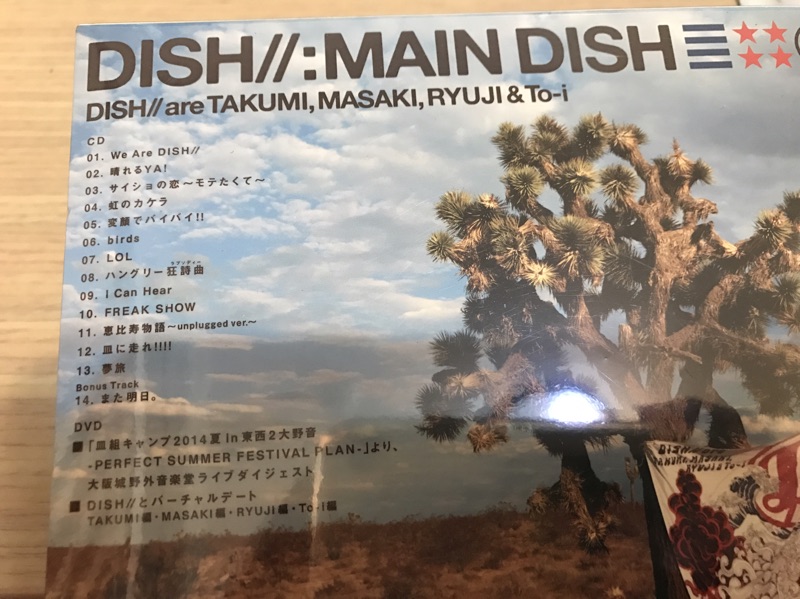 DISH//:MAIN DISH
DISH// are TAKUMI, MASAKI, RYUJI & To-i
CD
01. We Are DISH//
02. 晴れるYA!
03. サイショの恋〜モテたくて〜
04. 虹のカケラ
05. 変顔でバイバイ!!
06. birds
07. LOL
ラプソディー
08. ハングリー狂詩曲
09. I Can Hear
10. FREAK SHOW
11. 恵比寿物語〜unplugged ver.〜
12. 皿に走れ!!!!
13. 夢旅
Bonus Track
14. また明日。
DVD
■「皿組キャンプ2014夏 in 東西2大野音
-PERFECT SUMMER FESTIVAL PLAN-」より、
大阪城野外音楽堂ライブダイジェスト
■ DISH//とバーチャルデート
TAKUMI編・MASAKI編・RYUJI編・To-i編
DISH// are
TAKUMI, MASAKI
RYUJI & To-i